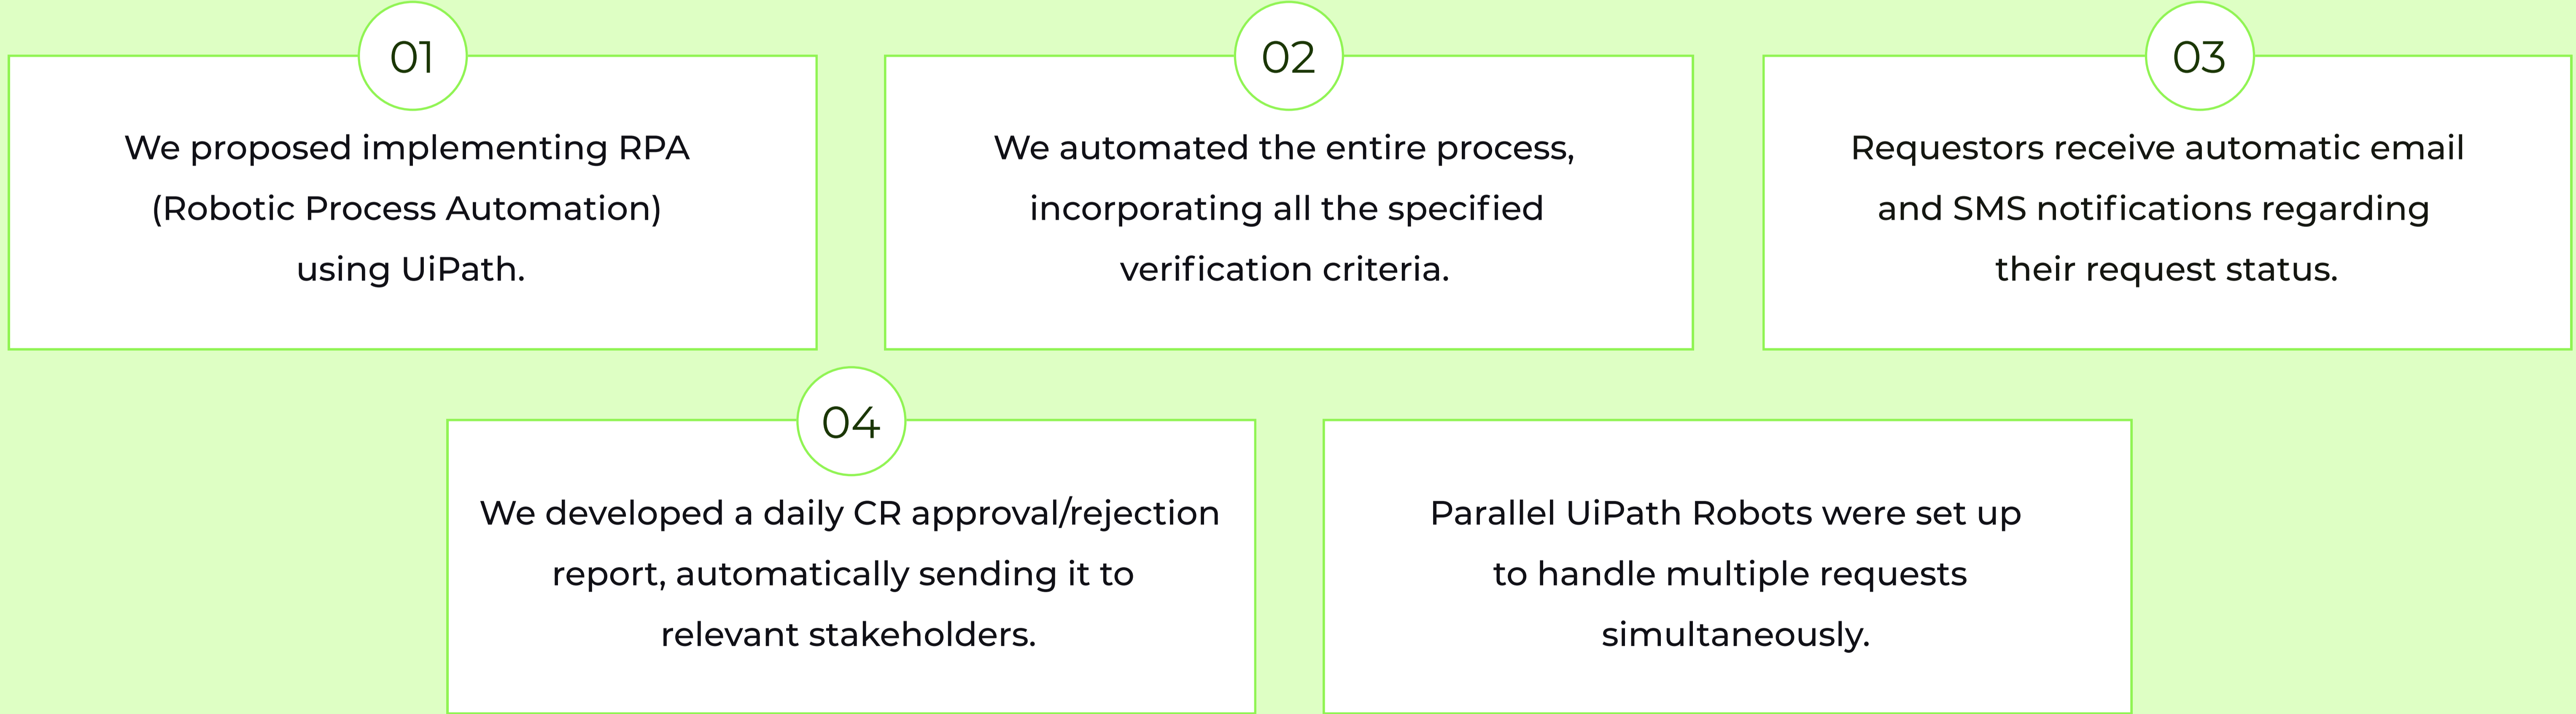 01
We proposed implementing RPA
(Robotic Process Automation)
using UiPath.
02
We automated the entire process,
incorporating all the specified
verification criteria.
03
Requestors receive automatic email
and SMS notifications regarding
their request status.
04
We developed a daily CR approval/rejection
report, automatically sending it to
relevant stakeholders.
Parallel UiPath Robots were set up
to handle multiple requests
simultaneously.